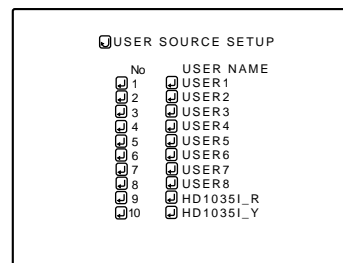 USER SOURCE SETUP
No USER NAME
1 USER1
2 USER2
3 USER3
4 USER4
5 USER5
6 USER6
7 USER7
8 USER8
9 HD1035I_R
10 HD1035I_Y